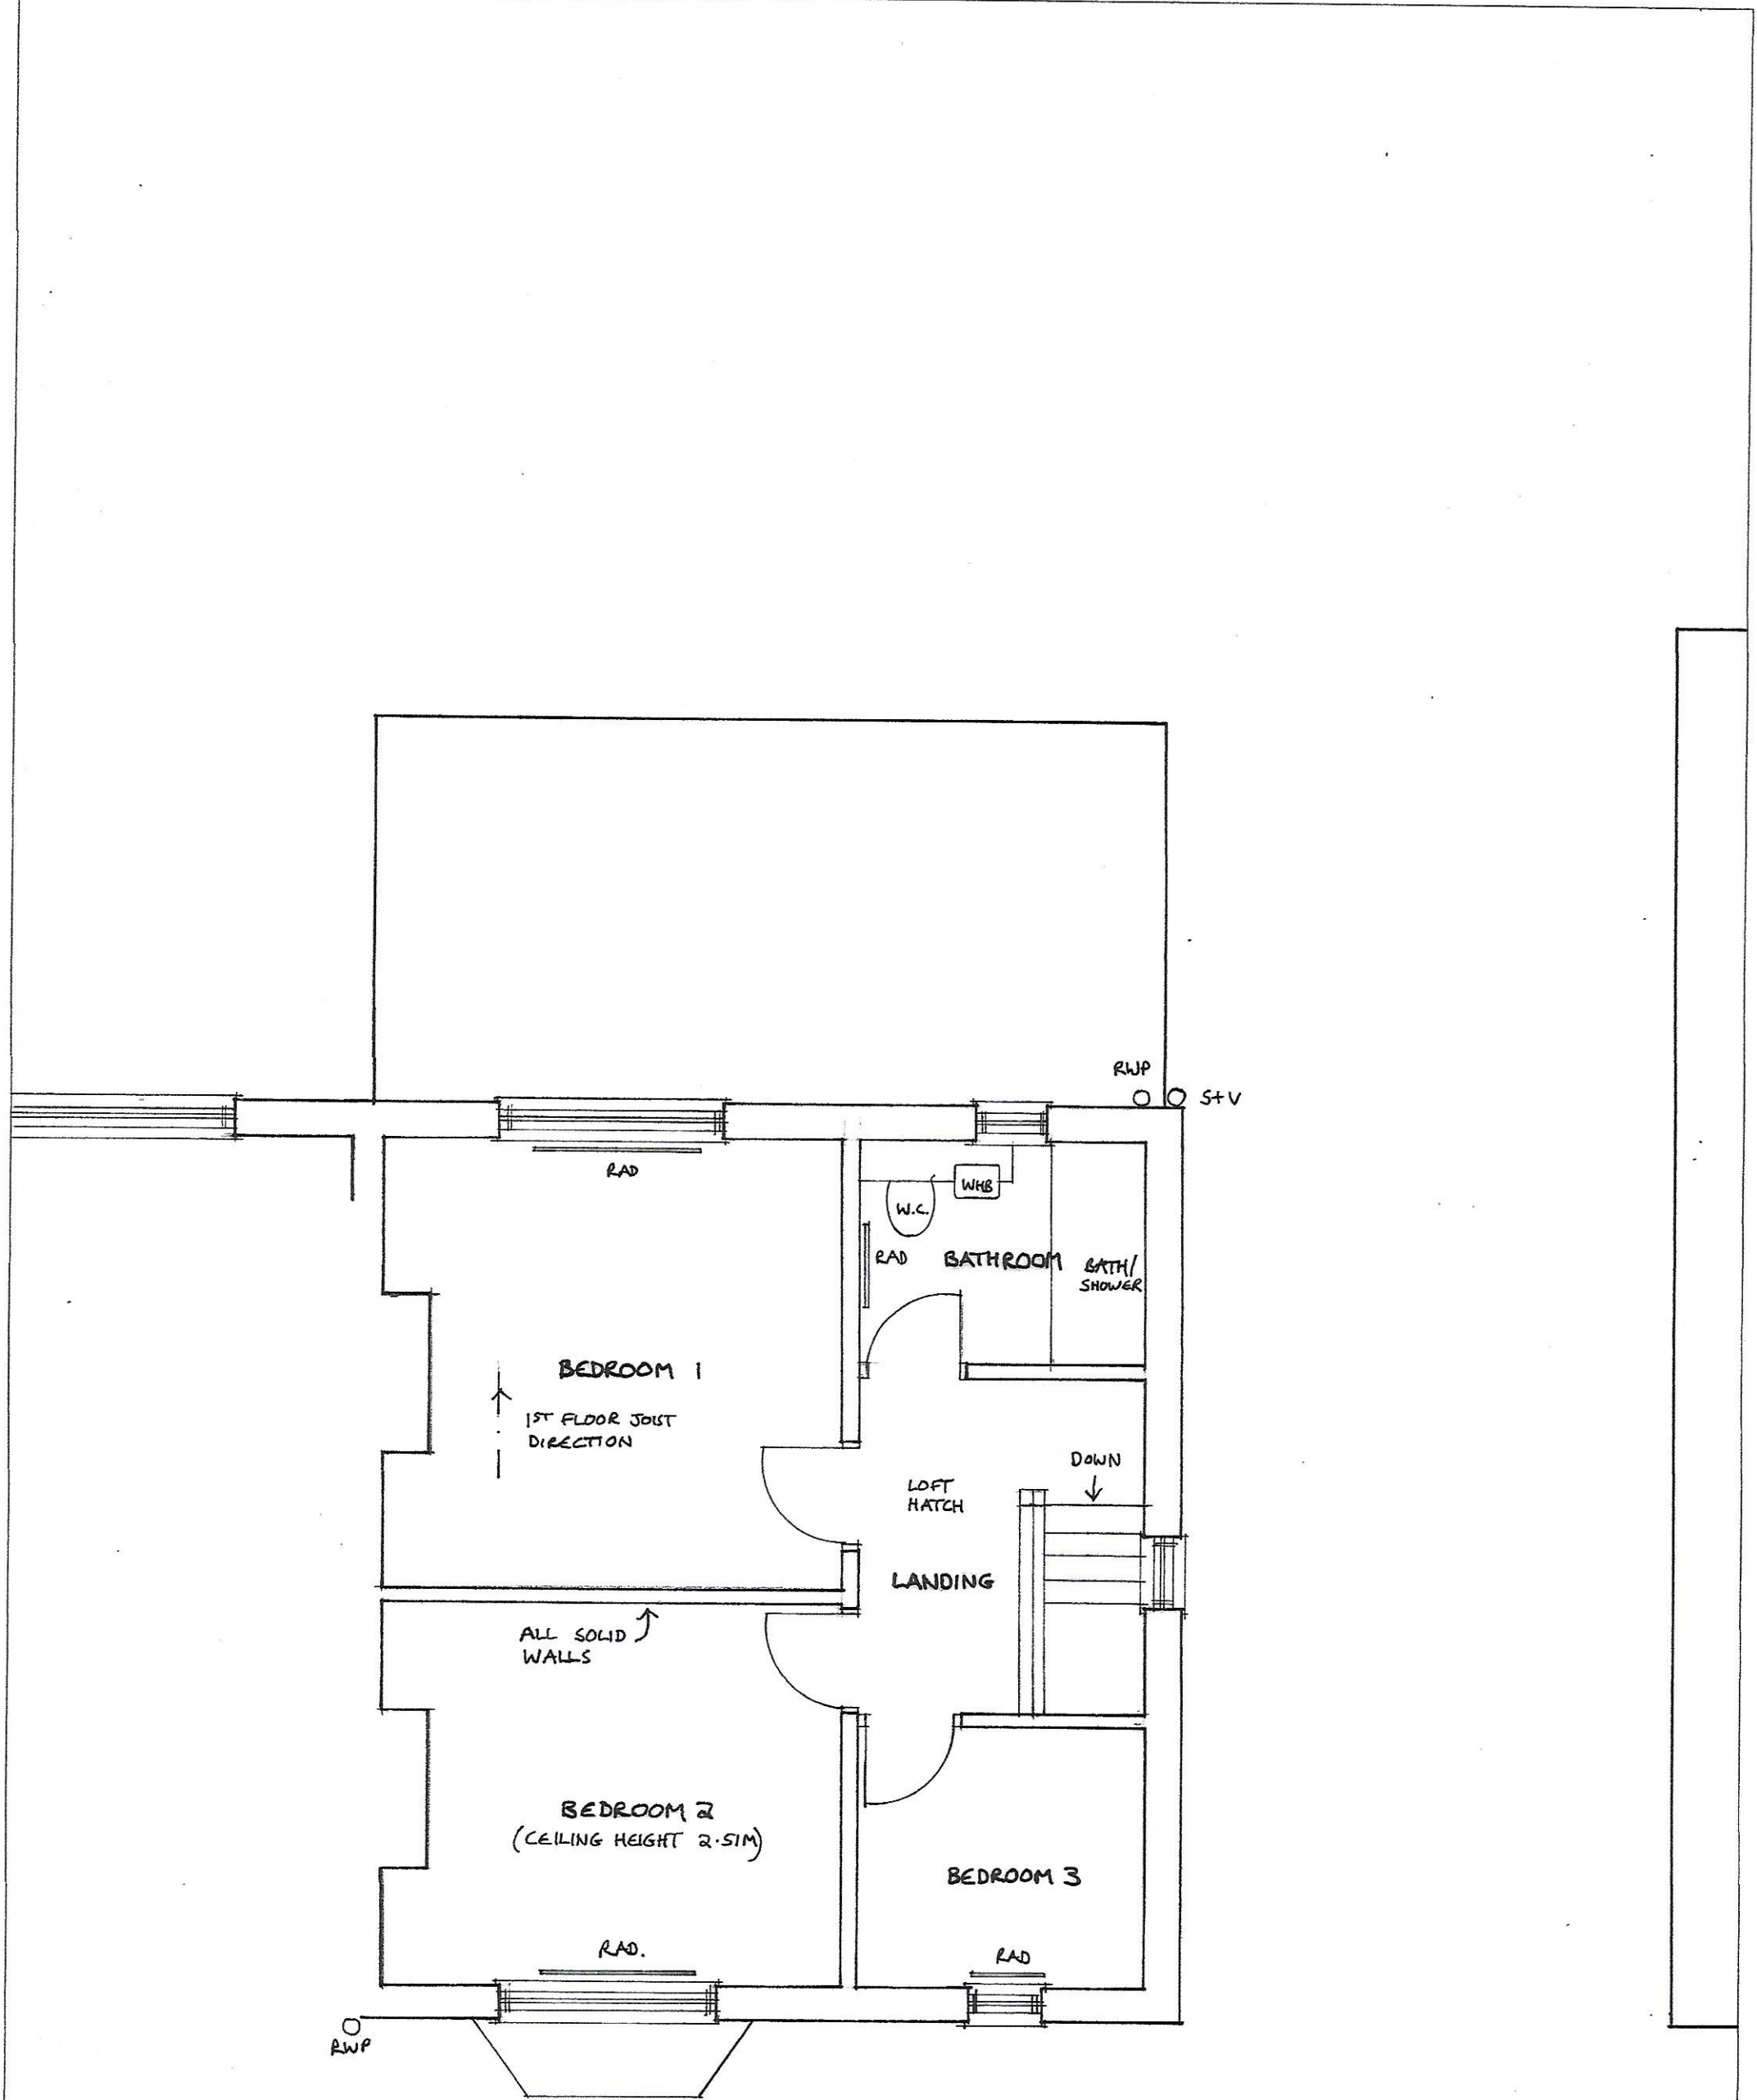 RWP
S+V
RAD
WHB
W.C.
RAD
BATHROOM
BATH/
SHOWER
BEDROOM 1
1ST FLOOR JOIST
DIRECTION
DOWN
LOFT
HATCH
LANDING
ALL SOLID
WALLS
BEDROOM 2
(CEILING HEIGHT 2.51M)
BEDROOM 3
RAD.
RAD
RWP